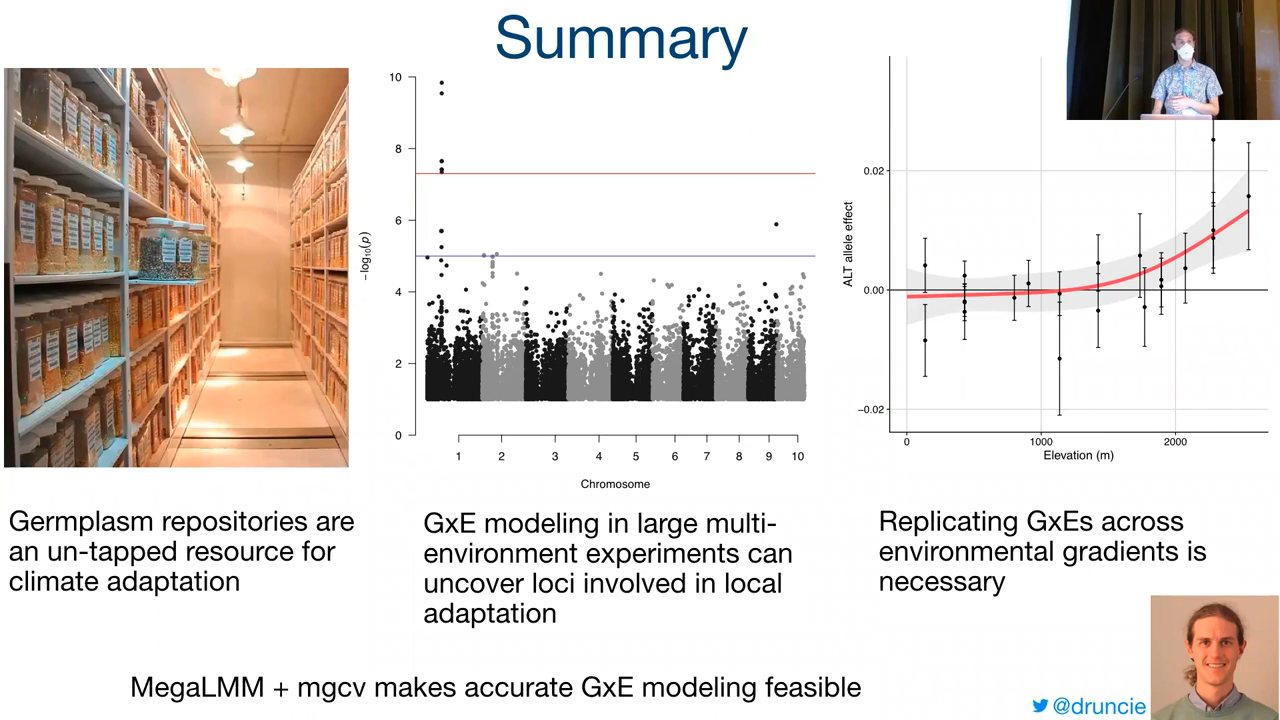 Summary
10
8
6
4
2
0
−log₁₀(p)
1 2 3 4 5 6 7 8 9 10
Chromosome
0.02
0.00
−0.02
ALT allele effect
0 1000 2000
Elevation (m)
Germplasm repositories are
an un-tapped resource for
climate adaptation
GxE modeling in large multi-
environment experiments can
uncover loci involved in local
adaptation
Replicating GxEs across
environmental gradients is
necessary
MegaLMM + mgcv makes accurate GxE modeling feasible
@druncie